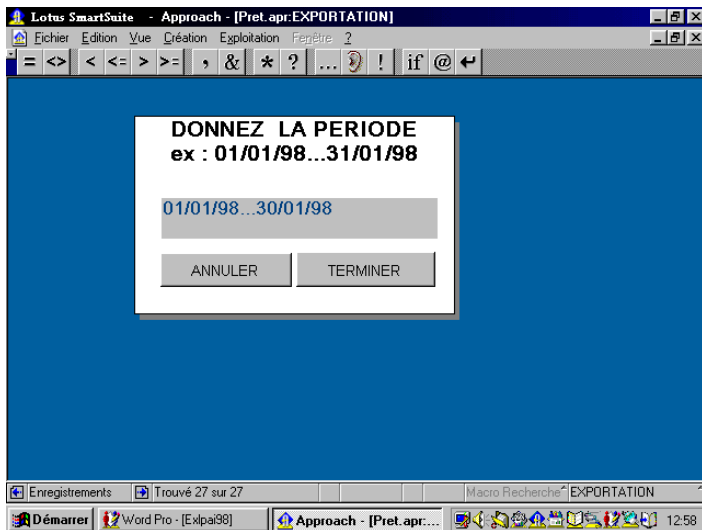 Lotus SmartSuite - Approach - [Pret.apr:EXPORTATION]
Fichier Edition Vue Création Exploitation Fenêtre ?
= <> < <= > >= , & * ? ... ! if @
DONNEZ LA PERIODE
ex : 01/01/98...31/01/98
01/01/98...30/01/98
ANNULER TERMINER
Enregistrements Trouvé 27 sur 27 Macro Recherche EXPORTATION
Démarrer Word Pro - [Exlpai98] Approach - [Pret.apr:... 12:58